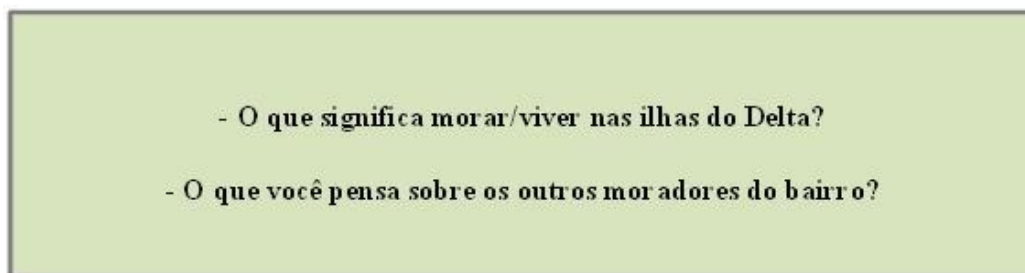 - O que significa morar/viver nas ilhas do Delta?
- O que você pensa sobre os outros moradores do bairro?